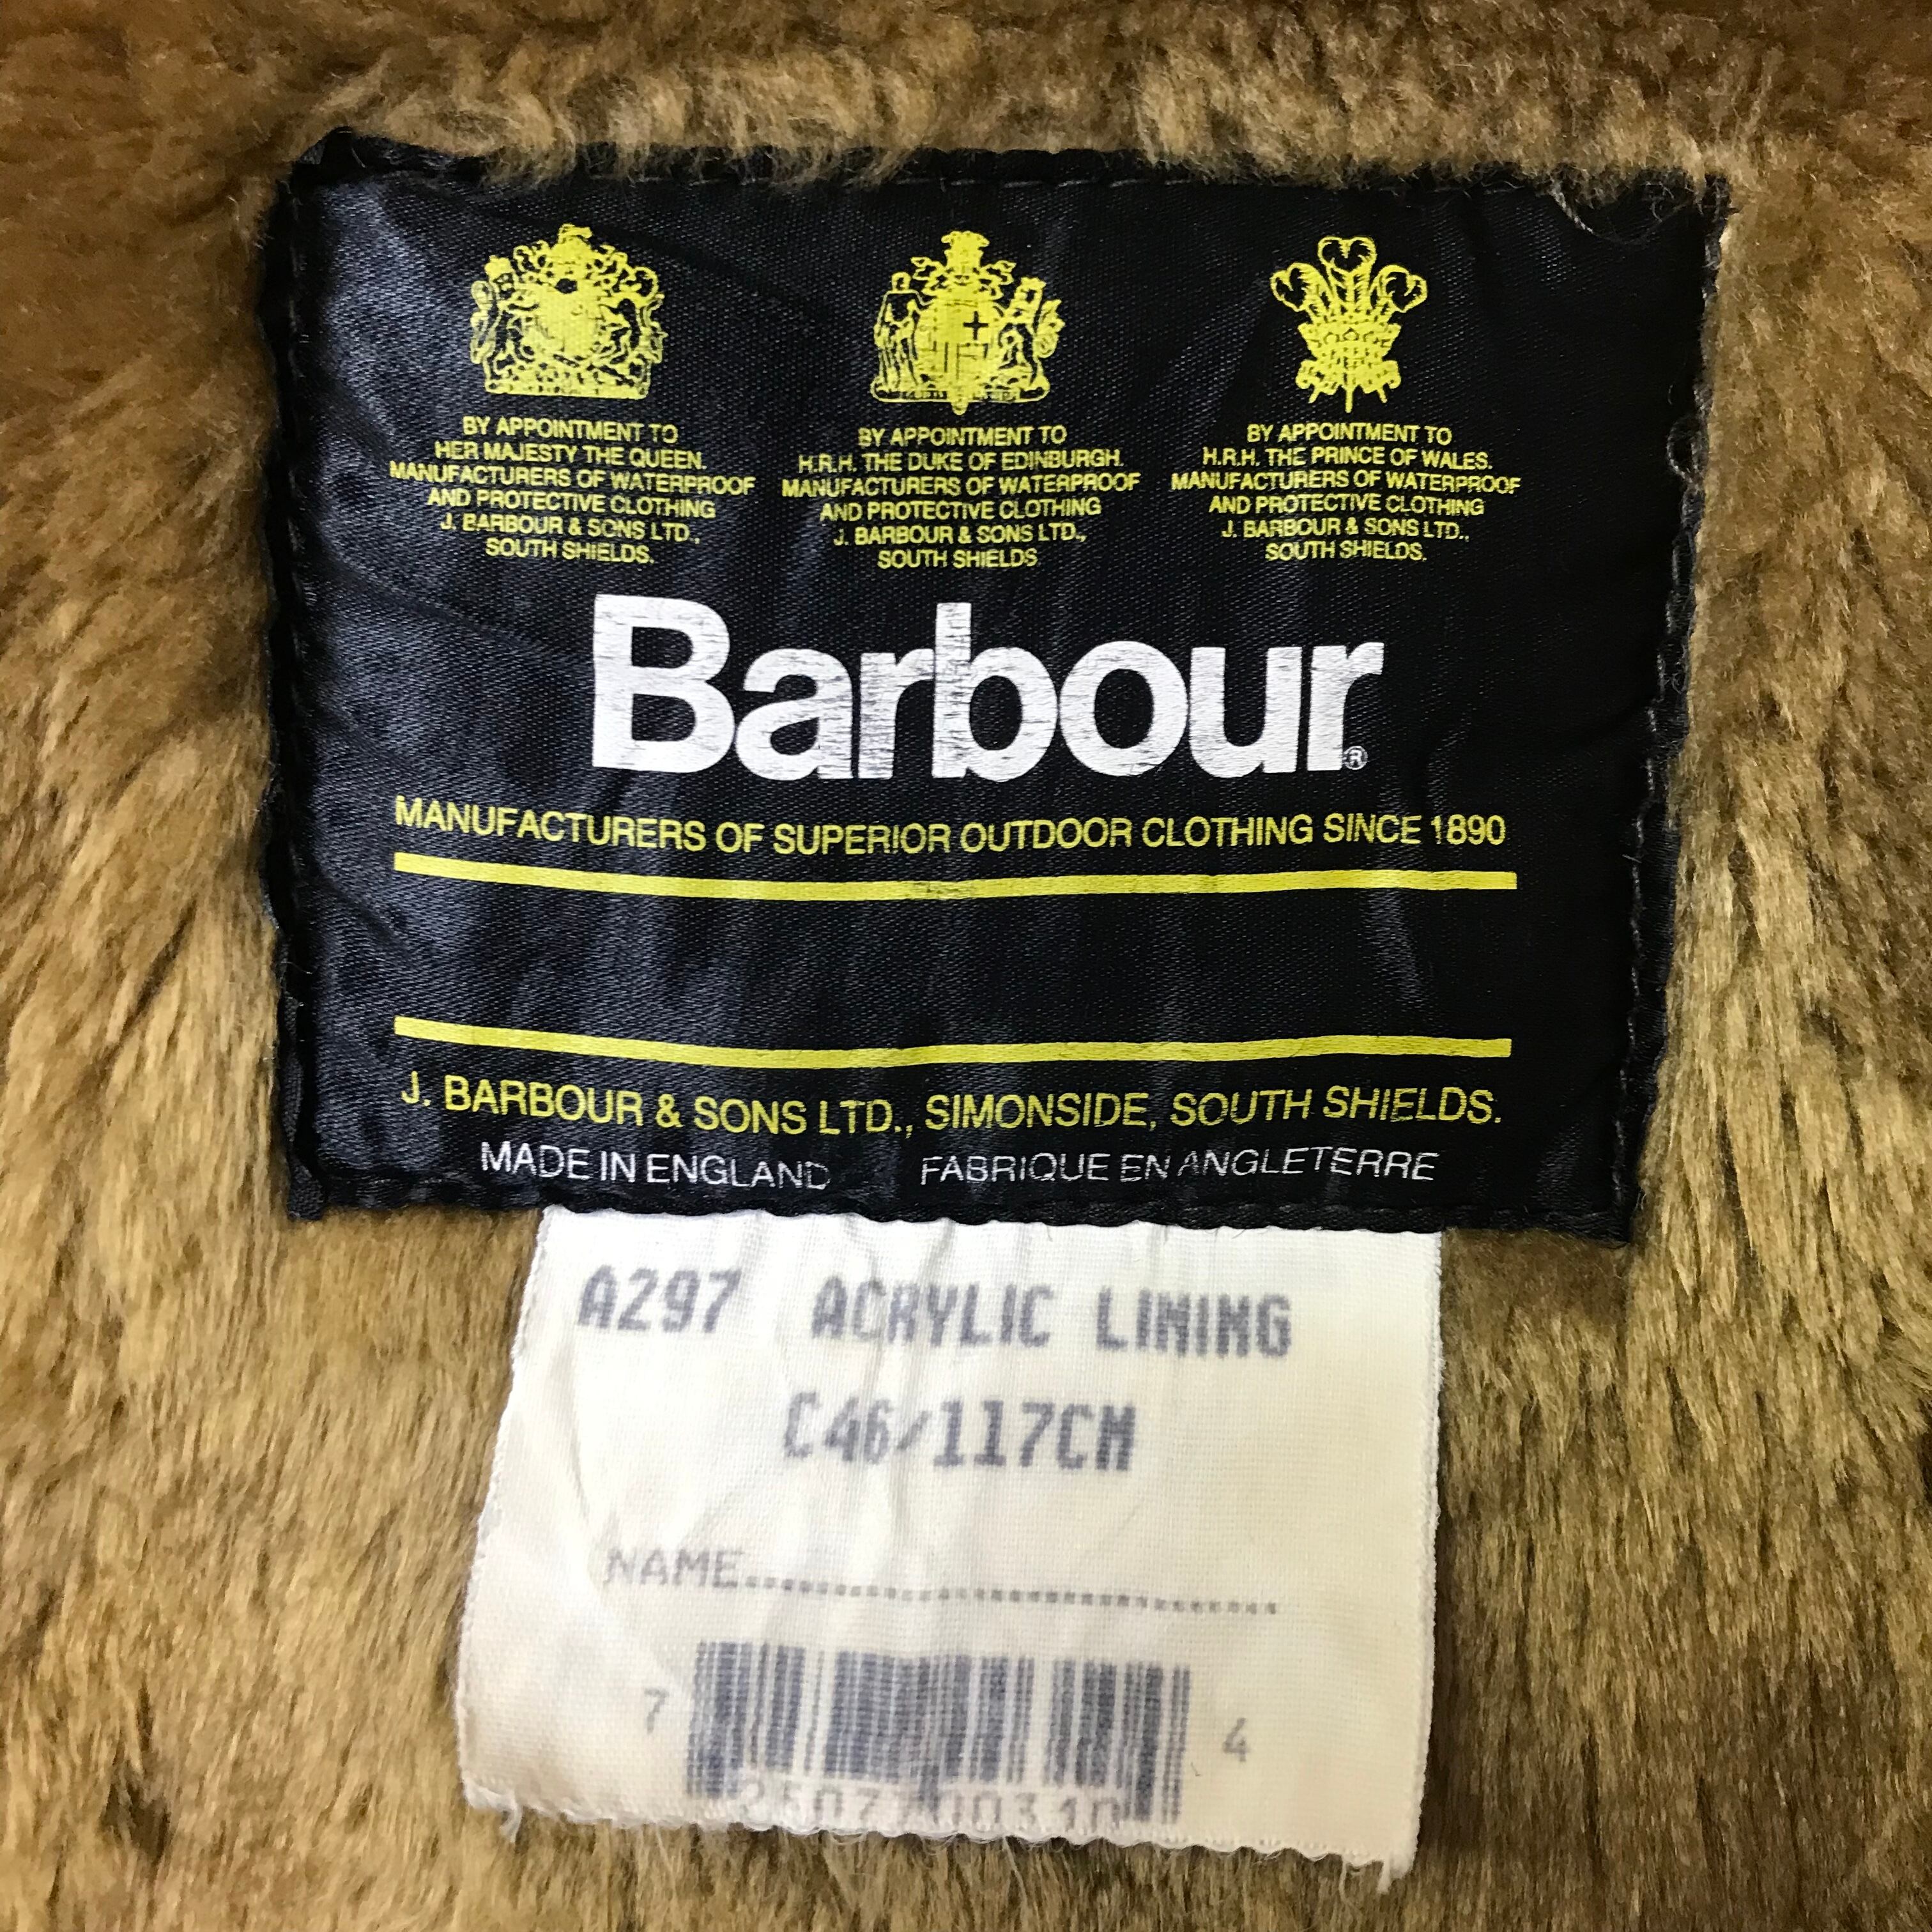 BY APPOINTMENT TO
HER MAJESTY THE QUEEN.
MANUFACTURERS OF WATERPROOF
AND PROTECTIVE CLOTHING
J. BARBOUR & SONS LTD.,
SOUTH SHIELDS.
BY APPOINTMENT TO
H.R.H. THE DUKE OF EDINBURGH.
MANUFACTURERS OF WATERPROOF
AND PROTECTIVE CLOTHING
J. BARBOUR & SONS LTD.,
SOUTH SHIELDS
BY APPOINTMENT TO
H.R.H. THE PRINCE OF WALES.
MANUFACTURERS OF WATERPROOF
AND PROTECTIVE CLOTHING
J. BARBOUR & SONS LTD.,
SOUTH SHIELDS.
Barbour®
MANUFACTURERS OF SUPERIOR OUTDOOR CLOTHING SINCE 1890
J. BARBOUR & SONS LTD., SIMONSIDE, SOUTH SHIELDS.
MADE IN ENGLAND FABRIQUE EN ANGLETERRE
A297 ACRYLIC LINING
C46/117CM
NAME........................................
7 4